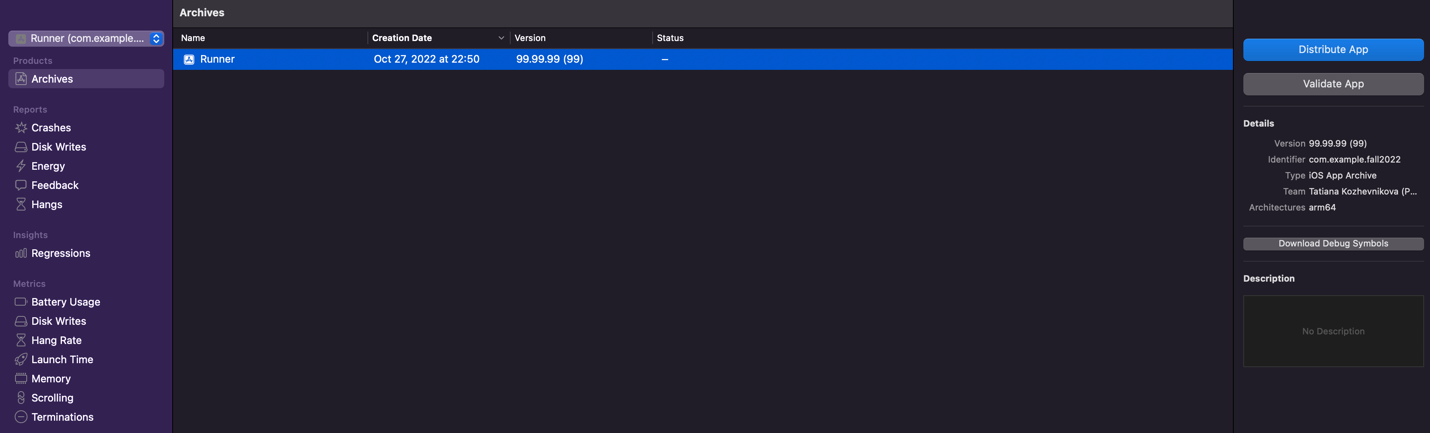 Archives
Runner (com.example....
Products
Archives
Reports
Crashes
Disk Writes
Energy
Feedback
Hangs
Insights
Regressions
Metrics
Battery Usage
Disk Writes
Hang Rate
Launch Time
Memory
Scrolling
Terminations
Name Creation Date Version Status
Runner Oct 27, 2022 at 22:50 99.99.99 (99) –
Distribute App
Validate App
Details
Version 99.99.99 (99)
Identifier com.example.fall2022
Type iOS App Archive
Team Tatiana Kozhevnikova (P...
Architectures arm64
Download Debug Symbols
Description
No Description